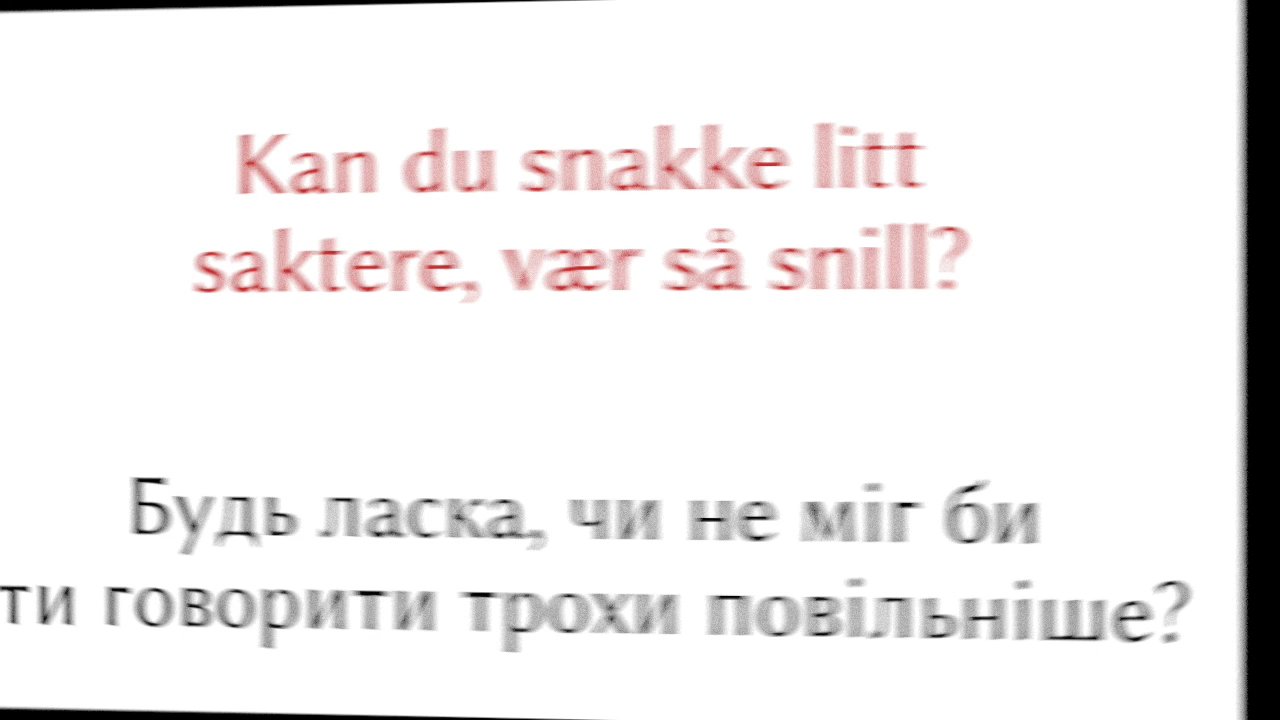 Kan du snakke litt
saktere, vær så snill?
Будь ласка, чи не міг би
ти говорити трохи повільніше?